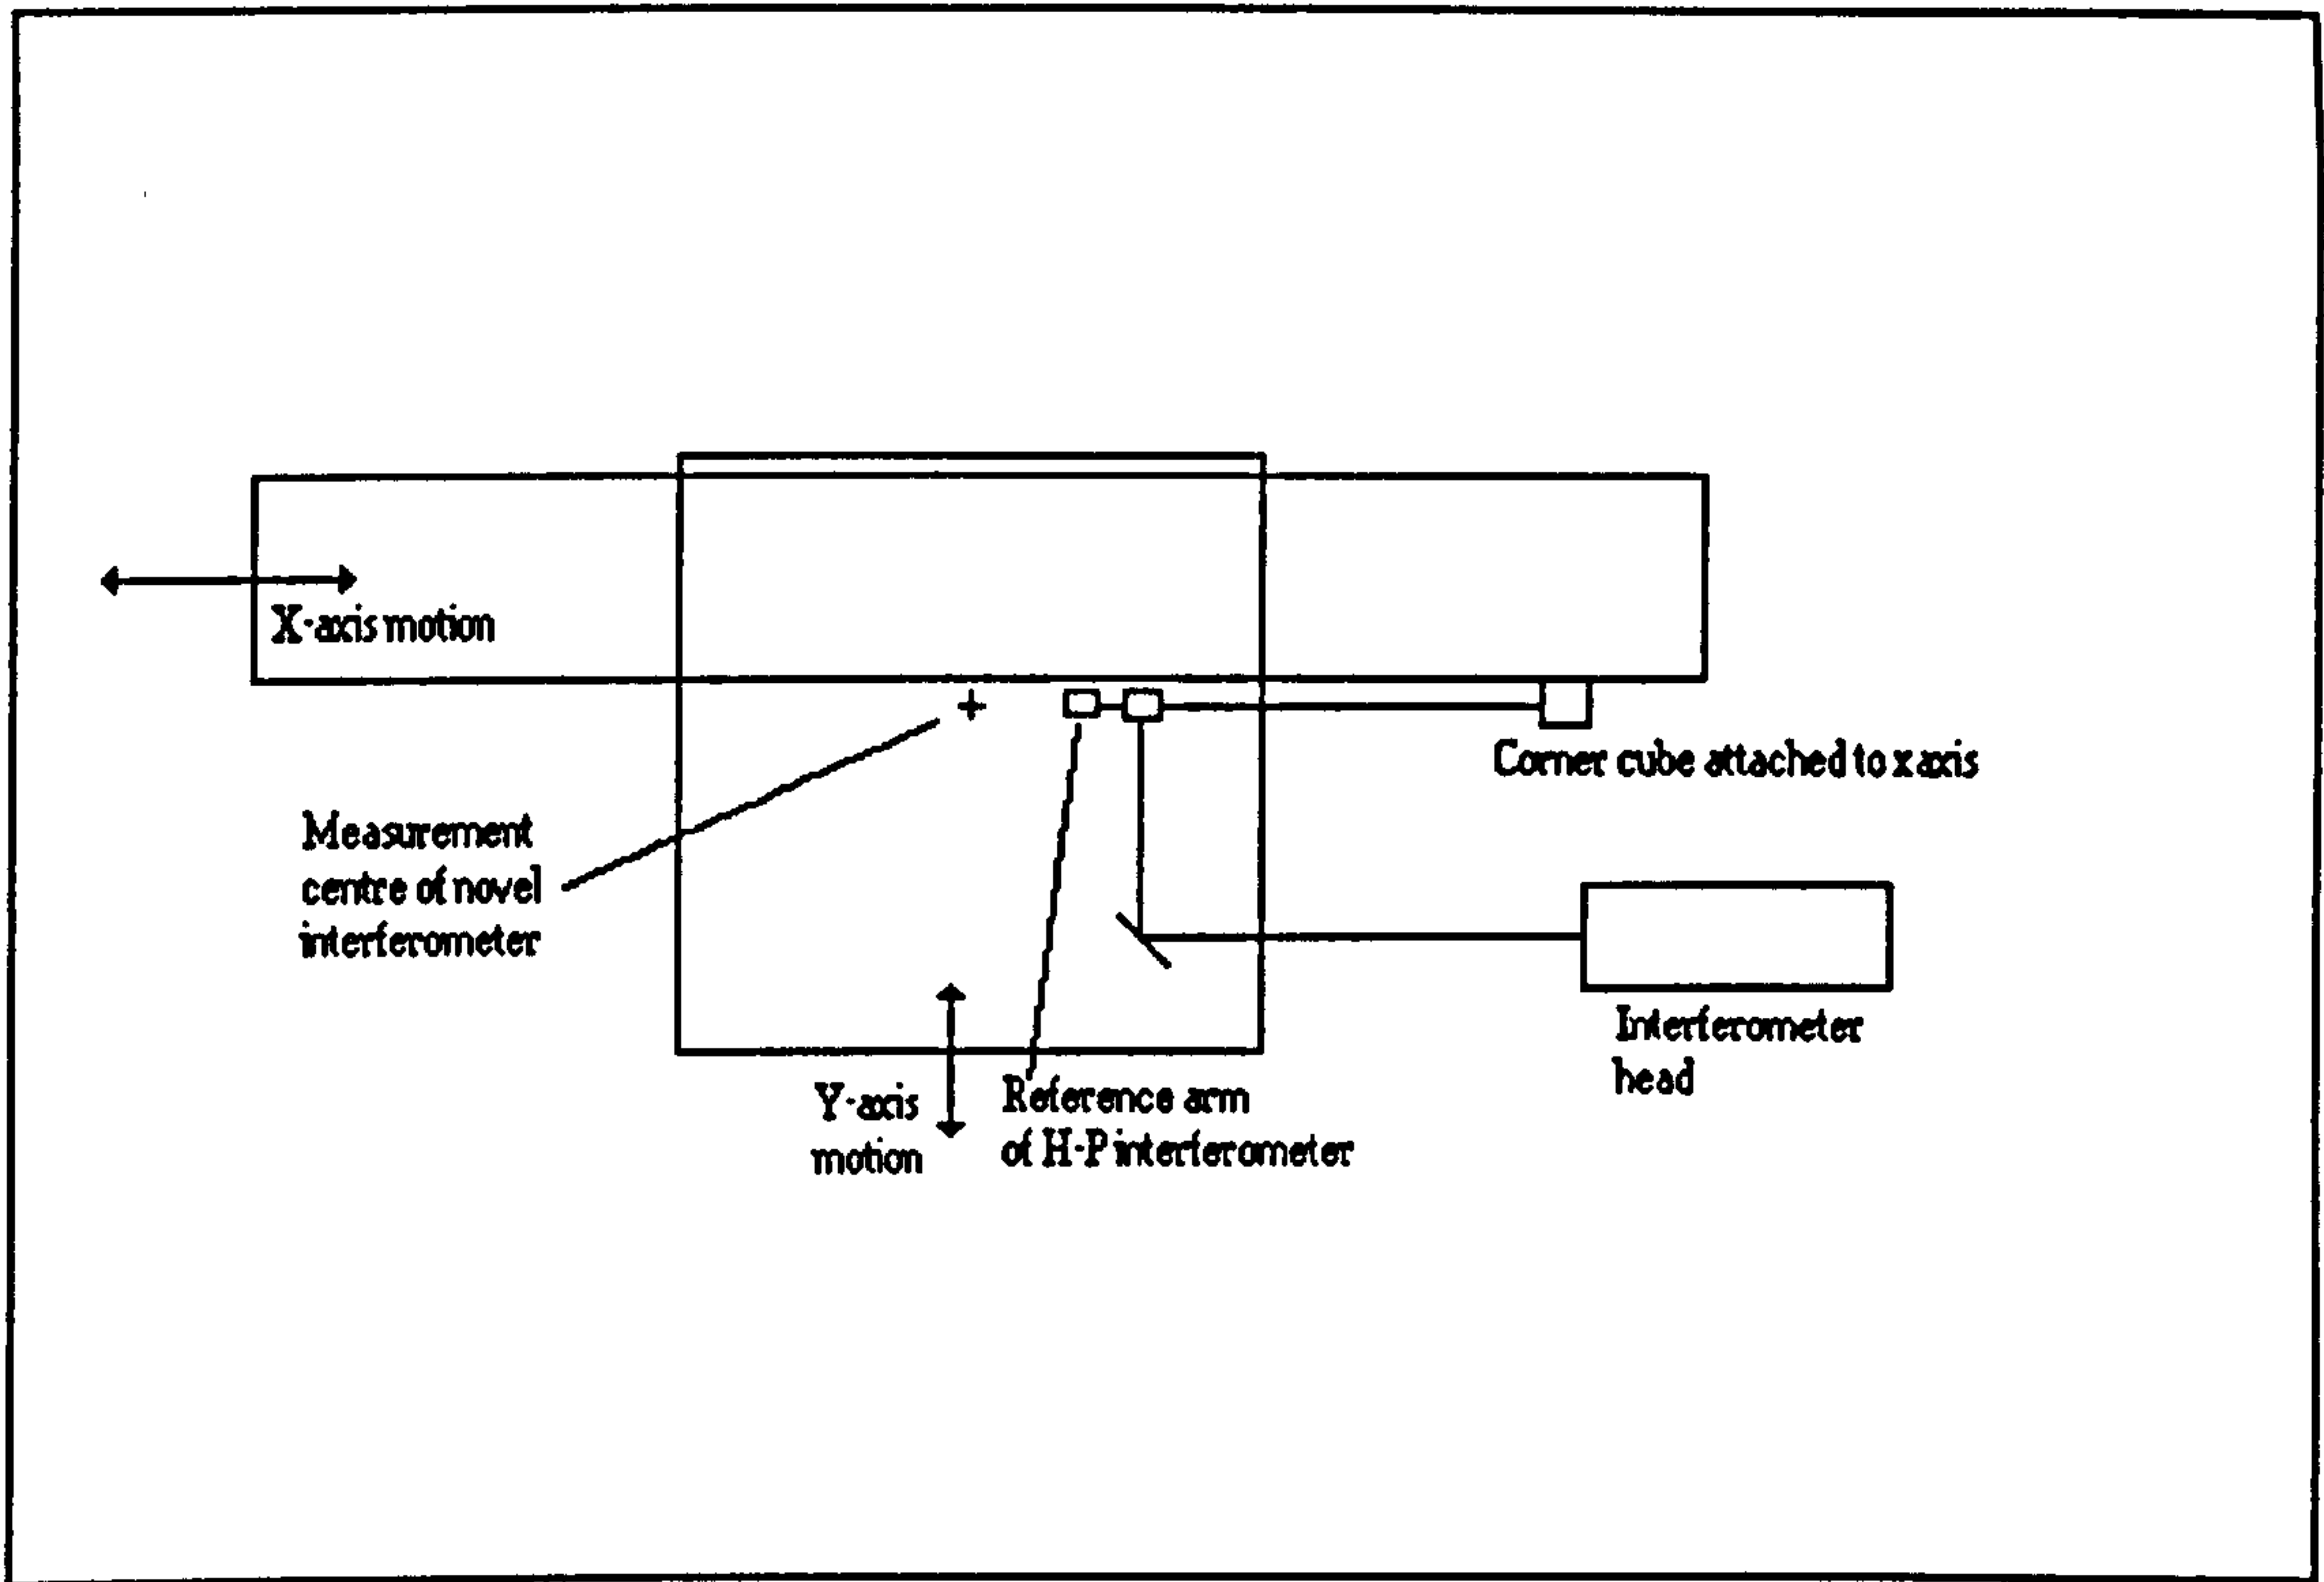 X-axis motion
Corner cube attached to x axis
Measurement
centre of novel
interferometer
Interferometer
head
Y-axis
motion
Reference arm
of H-P interferometer